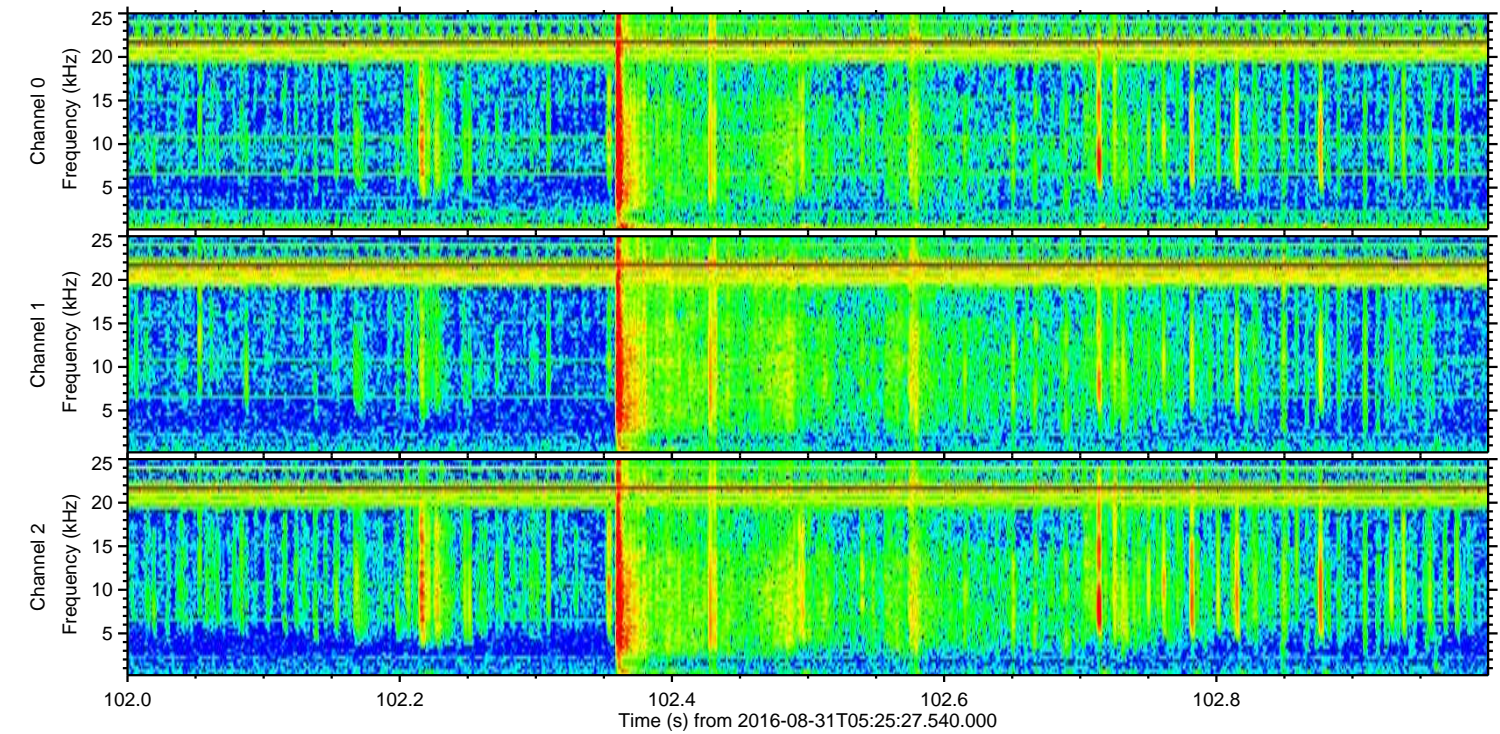 25
20
15
10
5
Channel 0
Frequency (kHz)
25
20
15
10
5
Channel 1
Frequency (kHz)
25
20
15
10
5
Channel 2
Frequency (kHz)
102.0 102.2 102.4 102.6 102.8
Time (s) from 2016-08-31T05:25:27.540.000